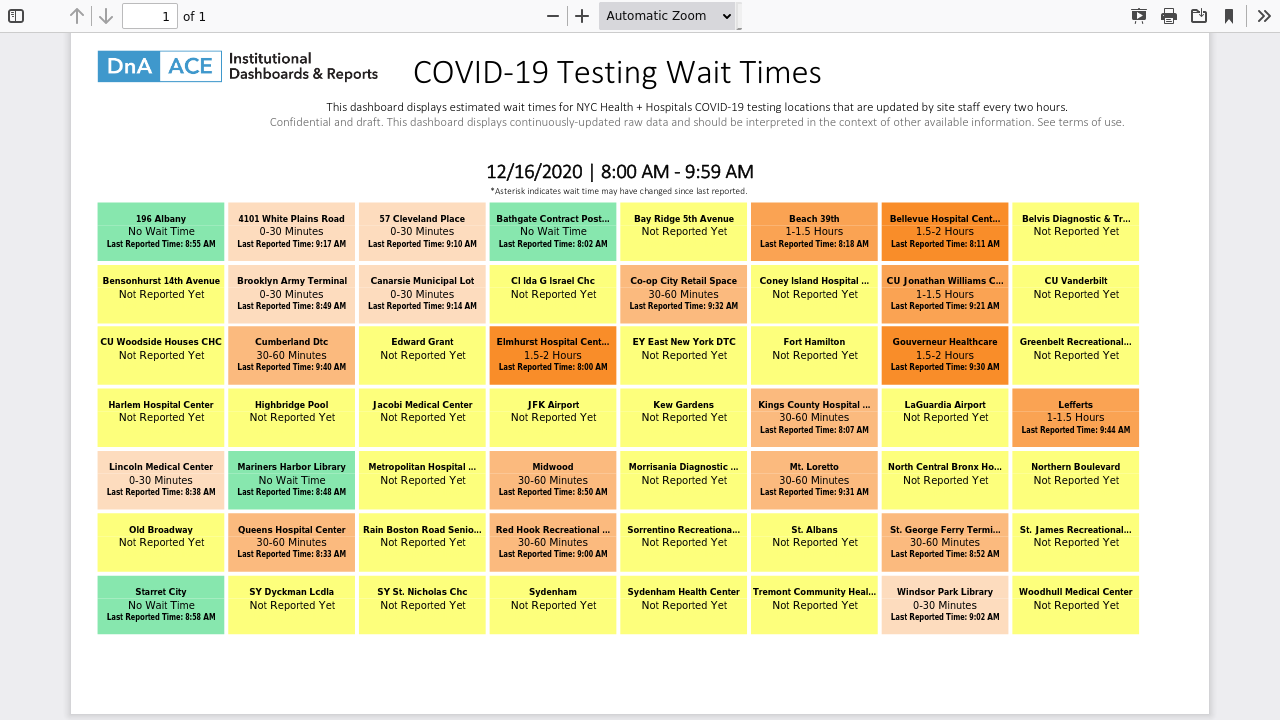 1 of 1
Automatic Zoom
DnA ACE Institutional Dashboards & Reports
COVID-19 Testing Wait Times
This dashboard displays estimated wait times for NYC Health + Hospitals COVID-19 testing locations that are updated by site staff every two hours.
Confidential and draft. This dashboard displays continuously-updated raw data and should be interpreted in the context of other available information. See terms of use.
12/16/2020 | 8:00 AM - 9:59 AM
*Asterisk indicates wait time may have changed since last reported.
196 Albany
No Wait Time
Last Reported Time: 8:55 AM
4101 White Plains Road
0-30 Minutes
Last Reported Time: 9:17 AM
57 Cleveland Place
0-30 Minutes
Last Reported Time: 9:10 AM
Bathgate Contract Post...
No Wait Time
Last Reported Time: 8:02 AM
Bay Ridge 5th Avenue
Not Reported Yet
Beach 39th
1-1.5 Hours
Last Reported Time: 8:18 AM
Bellevue Hospital Cent...
1.5-2 Hours
Last Reported Time: 8:11 AM
Belvis Diagnostic & Tr...
Not Reported Yet
Bensonhurst 14th Avenue
Not Reported Yet
Brooklyn Army Terminal
0-30 Minutes
Last Reported Time: 8:49 AM
Canarsie Municipal Lot
0-30 Minutes
Last Reported Time: 9:14 AM
Cl Ida G Israel Chc
Not Reported Yet
Co-op City Retail Space
30-60 Minutes
Last Reported Time: 9:32 AM
Coney Island Hospital ...
Not Reported Yet
CU Jonathan Williams C...
1-1.5 Hours
Last Reported Time: 9:21 AM
CU Vanderbilt
Not Reported Yet
CU Woodside Houses CHC
Not Reported Yet
Cumberland Dtc
30-60 Minutes
Last Reported Time: 9:40 AM
Edward Grant
Not Reported Yet
Elmhurst Hospital Cent...
1.5-2 Hours
Last Reported Time: 8:00 AM
EY East New York DTC
Not Reported Yet
Fort Hamilton
Not Reported Yet
Gouverneur Healthcare
1.5-2 Hours
Last Reported Time: 9:30 AM
Greenbelt Recreational...
Not Reported Yet
Harlem Hospital Center
Not Reported Yet
Highbridge Pool
Not Reported Yet
Jacobi Medical Center
Not Reported Yet
JFK Airport
Not Reported Yet
Kew Gardens
Not Reported Yet
Kings County Hospital ...
30-60 Minutes
Last Reported Time: 8:07 AM
LaGuardia Airport
Not Reported Yet
Lefferts
1-1.5 Hours
Last Reported Time: 9:44 AM
Lincoln Medical Center
0-30 Minutes
Last Reported Time: 8:38 AM
Mariners Harbor Library
No Wait Time
Last Reported Time: 8:48 AM
Metropolitan Hospital ...
Not Reported Yet
Midwood
30-60 Minutes
Last Reported Time: 8:50 AM
Morrisania Diagnostic ...
Not Reported Yet
Mt. Loretto
30-60 Minutes
Last Reported Time: 9:31 AM
North Central Bronx Ho...
Not Reported Yet
Northern Boulevard
Not Reported Yet
Old Broadway
Not Reported Yet
Queens Hospital Center
30-60 Minutes
Last Reported Time: 8:33 AM
Rain Boston Road Senio...
Not Reported Yet
Red Hook Recreational ...
30-60 Minutes
Last Reported Time: 9:00 AM
Sorrentino Recreationa...
Not Reported Yet
St. Albans
Not Reported Yet
St. George Ferry Termi...
30-60 Minutes
Last Reported Time: 8:52 AM
St. James Recreational...
Not Reported Yet
Starret City
No Wait Time
Last Reported Time: 8:58 AM
SY Dyckman Lcdla
Not Reported Yet
SY St. Nicholas Chc
Not Reported Yet
Sydenham
Not Reported Yet
Sydenham Health Center
Not Reported Yet
Tremont Community Heal...
Not Reported Yet
Windsor Park Library
0-30 Minutes
Last Reported Time: 9:02 AM
Woodhull Medical Center
Not Reported Yet